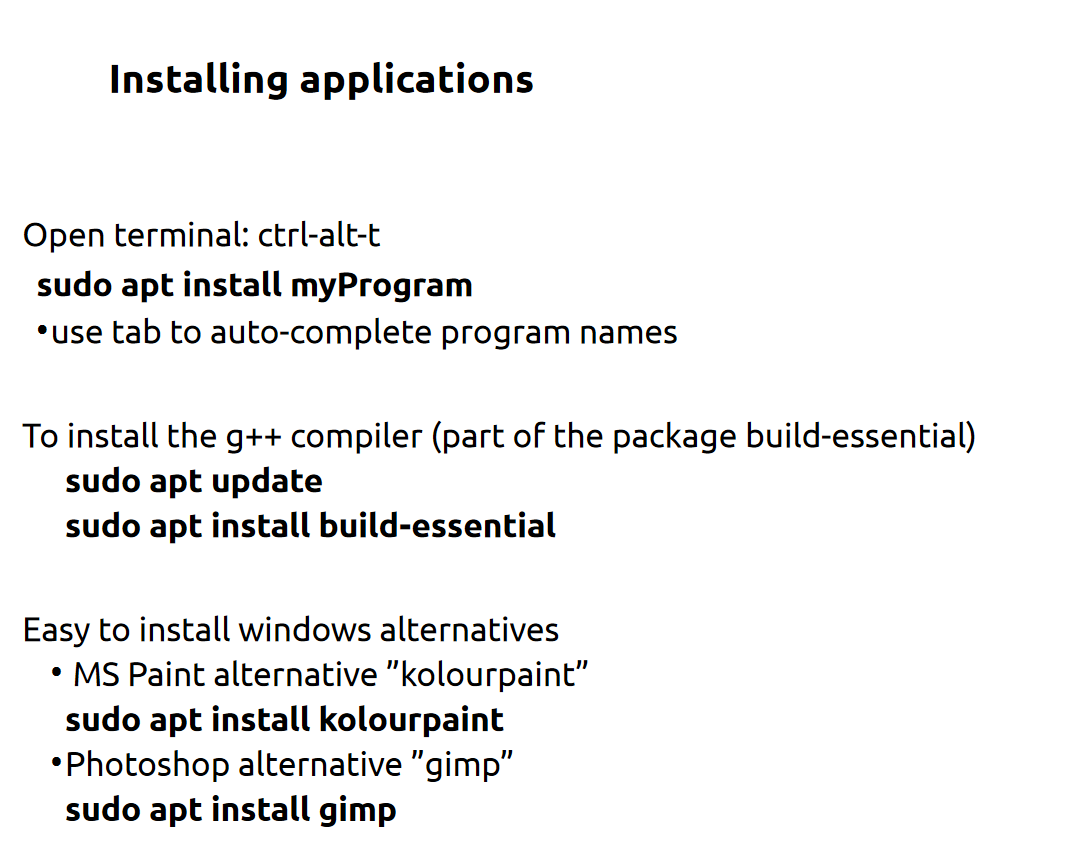 Installing applications
Open terminal: ctrl-alt-t
sudo apt install myProgram
•use tab to auto-complete program names
To install the g++ compiler (part of the package build-essential)
sudo apt update
sudo apt install build-essential
Easy to install windows alternatives
• MS Paint alternative ”kolourpaint”
sudo apt install kolourpaint
•Photoshop alternative ”gimp”
sudo apt install gimp